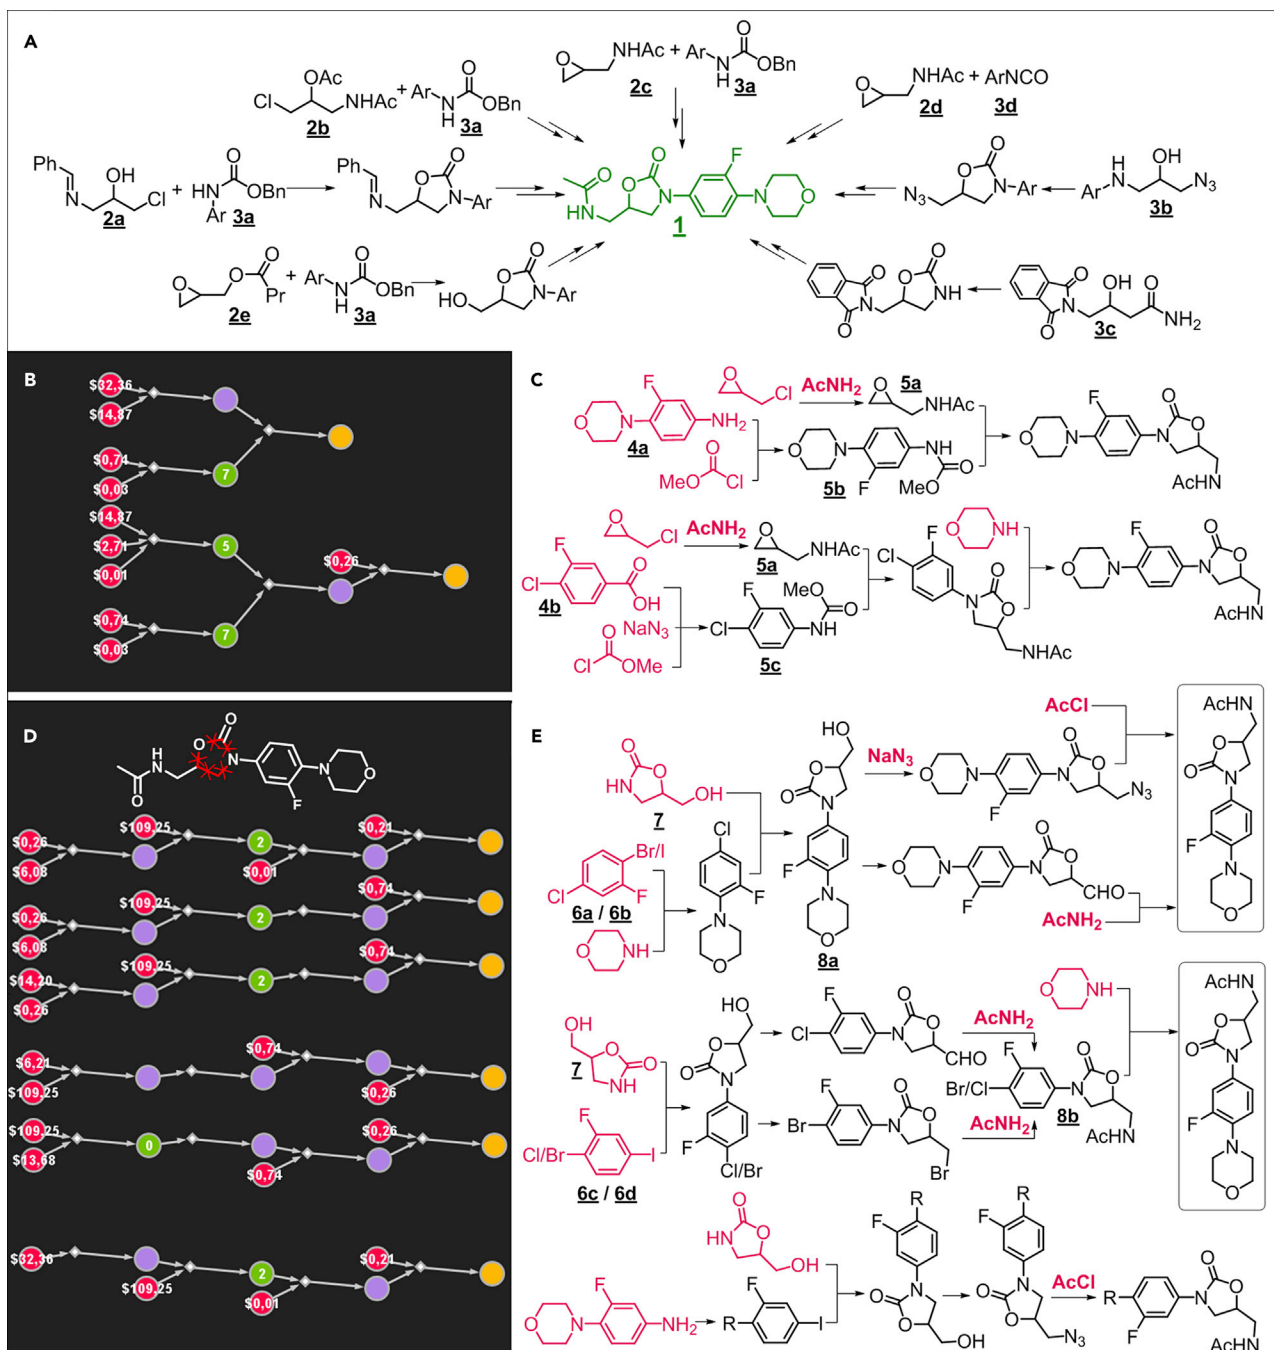 A
OAc
Cl
NHAc
2b
+
Ar
N
H
O
O
OBn
3a
O
NHAc
2c
+
Ar
N
H
O
OBn
3a
O
NHAc
2d
+
ArNCO
3d
Ph
N
OH
Cl
2a
+
HN
Ar
O
OBn
3a
Ph
N
O
O
N
Ar
O
N
H
O
O
N
F
N
O
1
N3
O
O
N
Ar
Ar
H
N
OH
N3
3b
O
O
O
Pr
2e
+
Ar
N
H
O
OBn
3a
HO
O
O
N
Ar
O
N
O
O
O
NH
O
N
O
OH
O
NH2
3c
B
$32,36
$14,87
$0,74
7
$0,03
$14,87
$2,71
5
$0,26
$0,01
$0,74
7
$0,03
C
O
Cl
AcNH2
O
5a
NHAc
F
O
N
NH2
4a
O
MeO
Cl
O
N
F
NH
O
MeO
5b
F
O
N
N
O
O
AcHN
O
Cl
AcNH2
O
NHAc
5a
F
Cl
O
OH
4b
NaN3
O
Cl
OMe
MeO
F
O
Cl
NH
5c
F
Cl
N
O
O
NHAc
O
NH
F
O
N
N
O
O
AcHN
D
O
O
H
N
N
O
F
N
O
$0,26
$109,25
2
$0,21
$6,08
$0,01
$0,26
$109,25
2
$0,74
$6,08
$14,20
$109,25
2
$0,74
$0,26
$6,21
$0,74
$109,25
$0,26
$109,25
0
$0,26
$13,68
$0,74
$32,36
$109,25
2
$0,21
$0,01
E
O
O
HN
OH
7
Br/I
Cl
F
6a / 6b
O
NH
Cl
F
N
O
HO
O
O
N
F
N
O
8a
NaN3
AcCl
O
N
F
N
O
O
N3
O
N
F
N
O
O
CHO
AcNH2
AcHN
O
O
N
F
N
O
OH
O
O
NH
7
F
Cl/Br
I
6c / 6d
HO
O
O
N
F
Cl/Br
F
Cl
N
O
O
CHO
AcNH2
F
Br
N
O
O
Br
AcNH2
O
NH
F
Br/Cl
N
O
O
8b
AcHN
AcHN
O
O
N
F
N
O
O
O
HN
OH
F
O
N
NH2
F
R
I
R
F
N
O
O
OH
R
F
N
O
O
N3
AcCl
R
F
N
O
O
AcHN